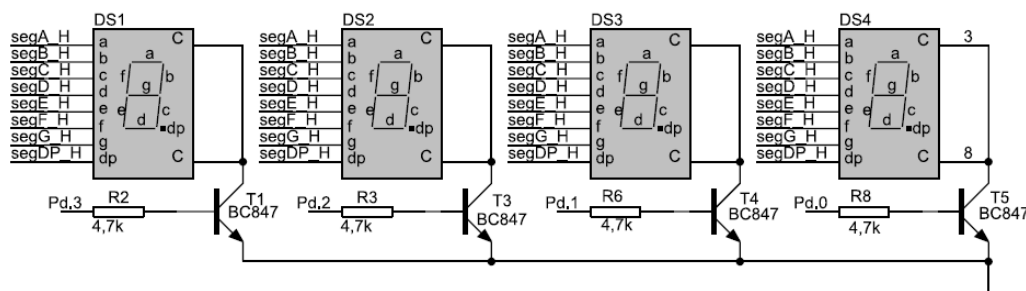 DS1 DS2 DS3 DS4
segA_H a C segA_H a C segA_H a C segA_H a C 3
segB_H b a segB_H b a segB_H b a segB_H b a
segC_H c f b segC_H c f b segC_H c f b segC_H c f b
segD_H d g segD_H d g segD_H d g segD_H d g
segE_H e e c segE_H e e c segE_H e e c segE_H e e c
segF_H f d dp segF_H f d dp segF_H f d dp segF_H f d dp
segG_H g segG_H g segG_H g segG_H g
segDP_H dp C segDP_H dp C segDP_H dp C segDP_H dp C 8
Pd,3 R2 T1 Pd,2 R3 T3 Pd,1 R6 T4 Pd,0 R8 T5
4,7k BC847 4,7k BC847 4,7k BC847 4,7k BC847